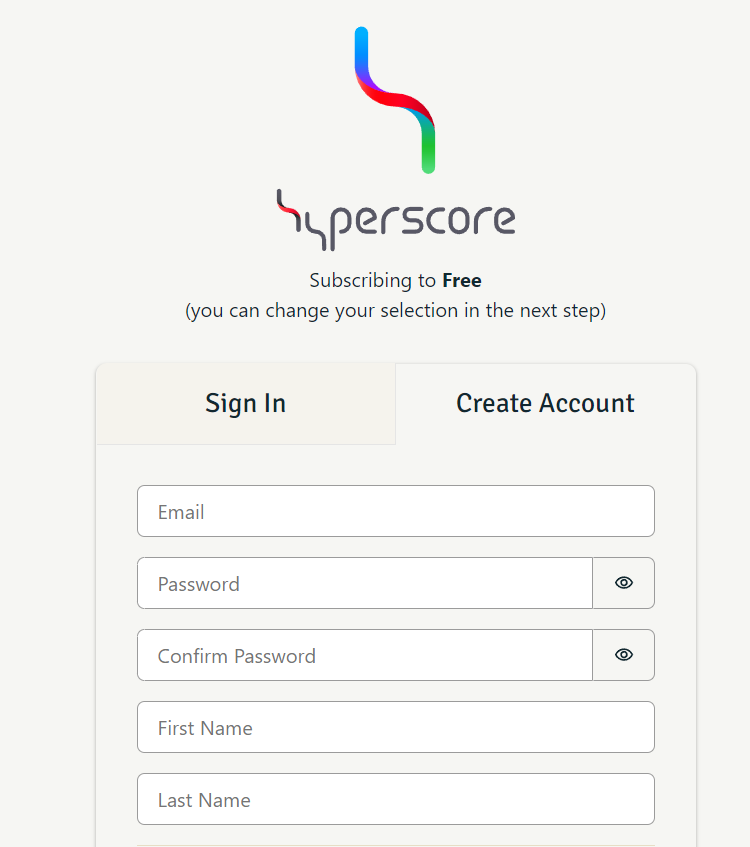 hyperscore
Subscribing to Free
(you can change your selection in the next step)
Sign In
Create Account
Email
Password
Confirm Password
First Name
Last Name